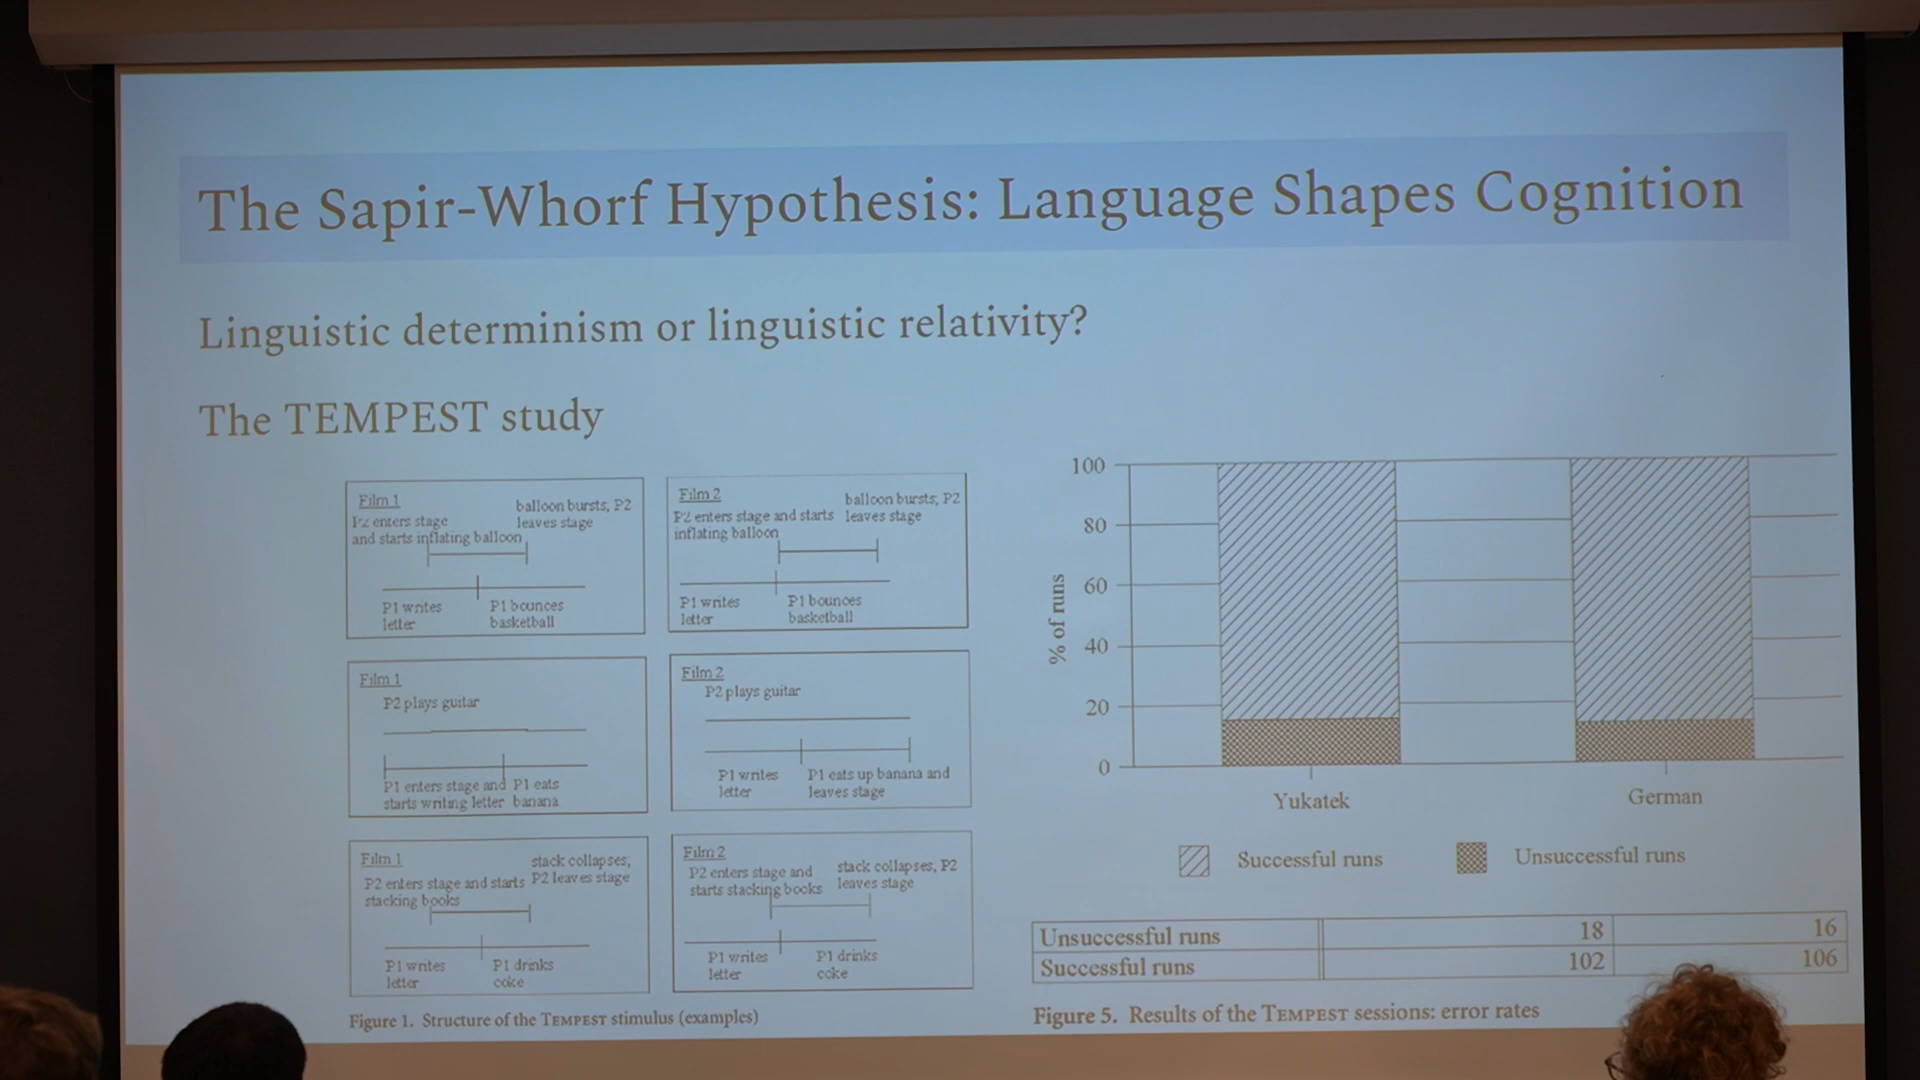 The Sapir-Whorf Hypothesis: Language Shapes Cognition
Linguistic determinism or linguistic relativity?
The TEMPEST study
Film 1
balloon bursts, P2
leaves stage
P2 enters stage
and starts inflating balloon
P1 writes
letter
P1 bounces
basketball
Film 2
balloon bursts, P2
leaves stage
P2 enters stage and starts
inflating balloon
P1 writes
letter
P1 bounces
basketball
Film 1
P2 plays guitar
P1 enters stage and
starts writing letter
P1 eats
banana
Film 2
P2 plays guitar
P1 writes
letter
P1 eats up banana and
leaves stage
Film 1
stack collapses,
P2 leaves stage
P2 enters stage and starts
stacking books
P1 writes
letter
P1 drinks
coke
Film 2
P2 enters stage and
starts stacking books
stack collapses, P2
leaves stage
P1 writes
letter
P1 drinks
coke
Figure 1. Structure of the TEMPEST stimulus (examples)
% of runs
100
80
60
40
20
0
Yukatek
German
Successful runs
Unsuccessful runs
Unsuccessful runs 18 16
Successful runs 102 106
Figure 5. Results of the TEMPEST sessions: error rates